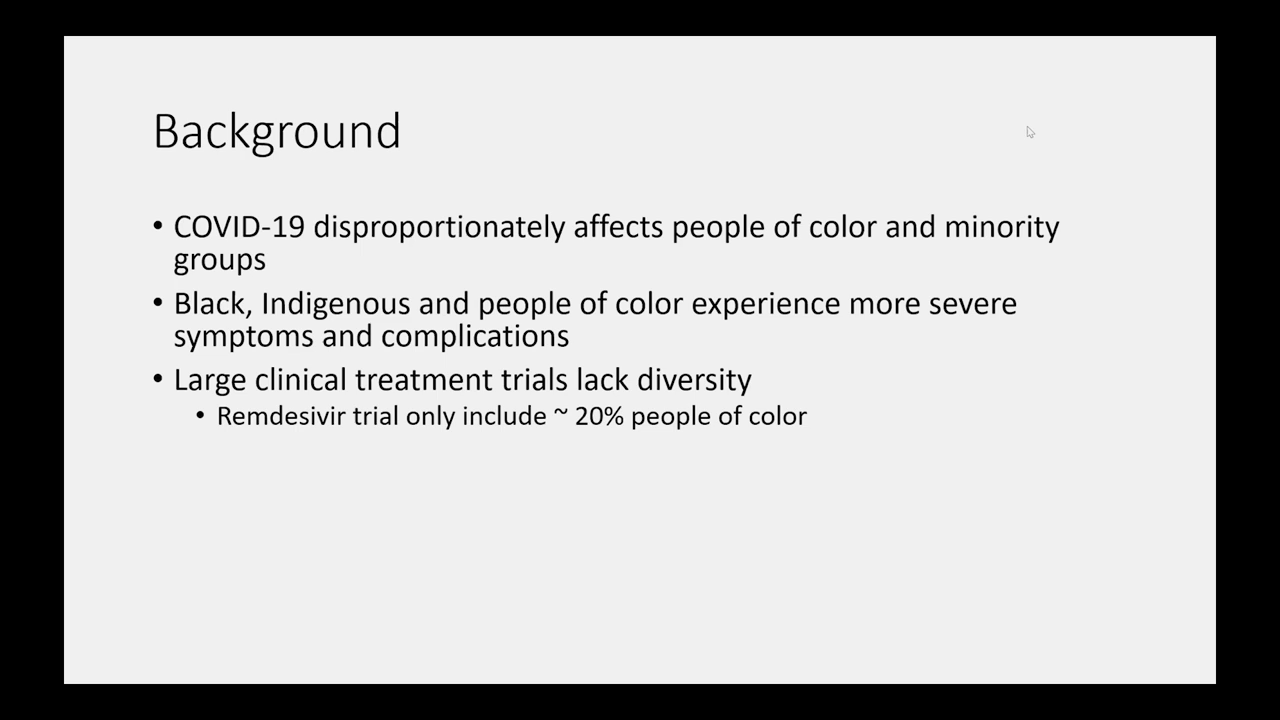 Background
• COVID-19 disproportionately affects people of color and minority
groups
• Black, Indigenous and people of color experience more severe
symptoms and complications
• Large clinical treatment trials lack diversity
• Remdesivir trial only include ~ 20% people of color